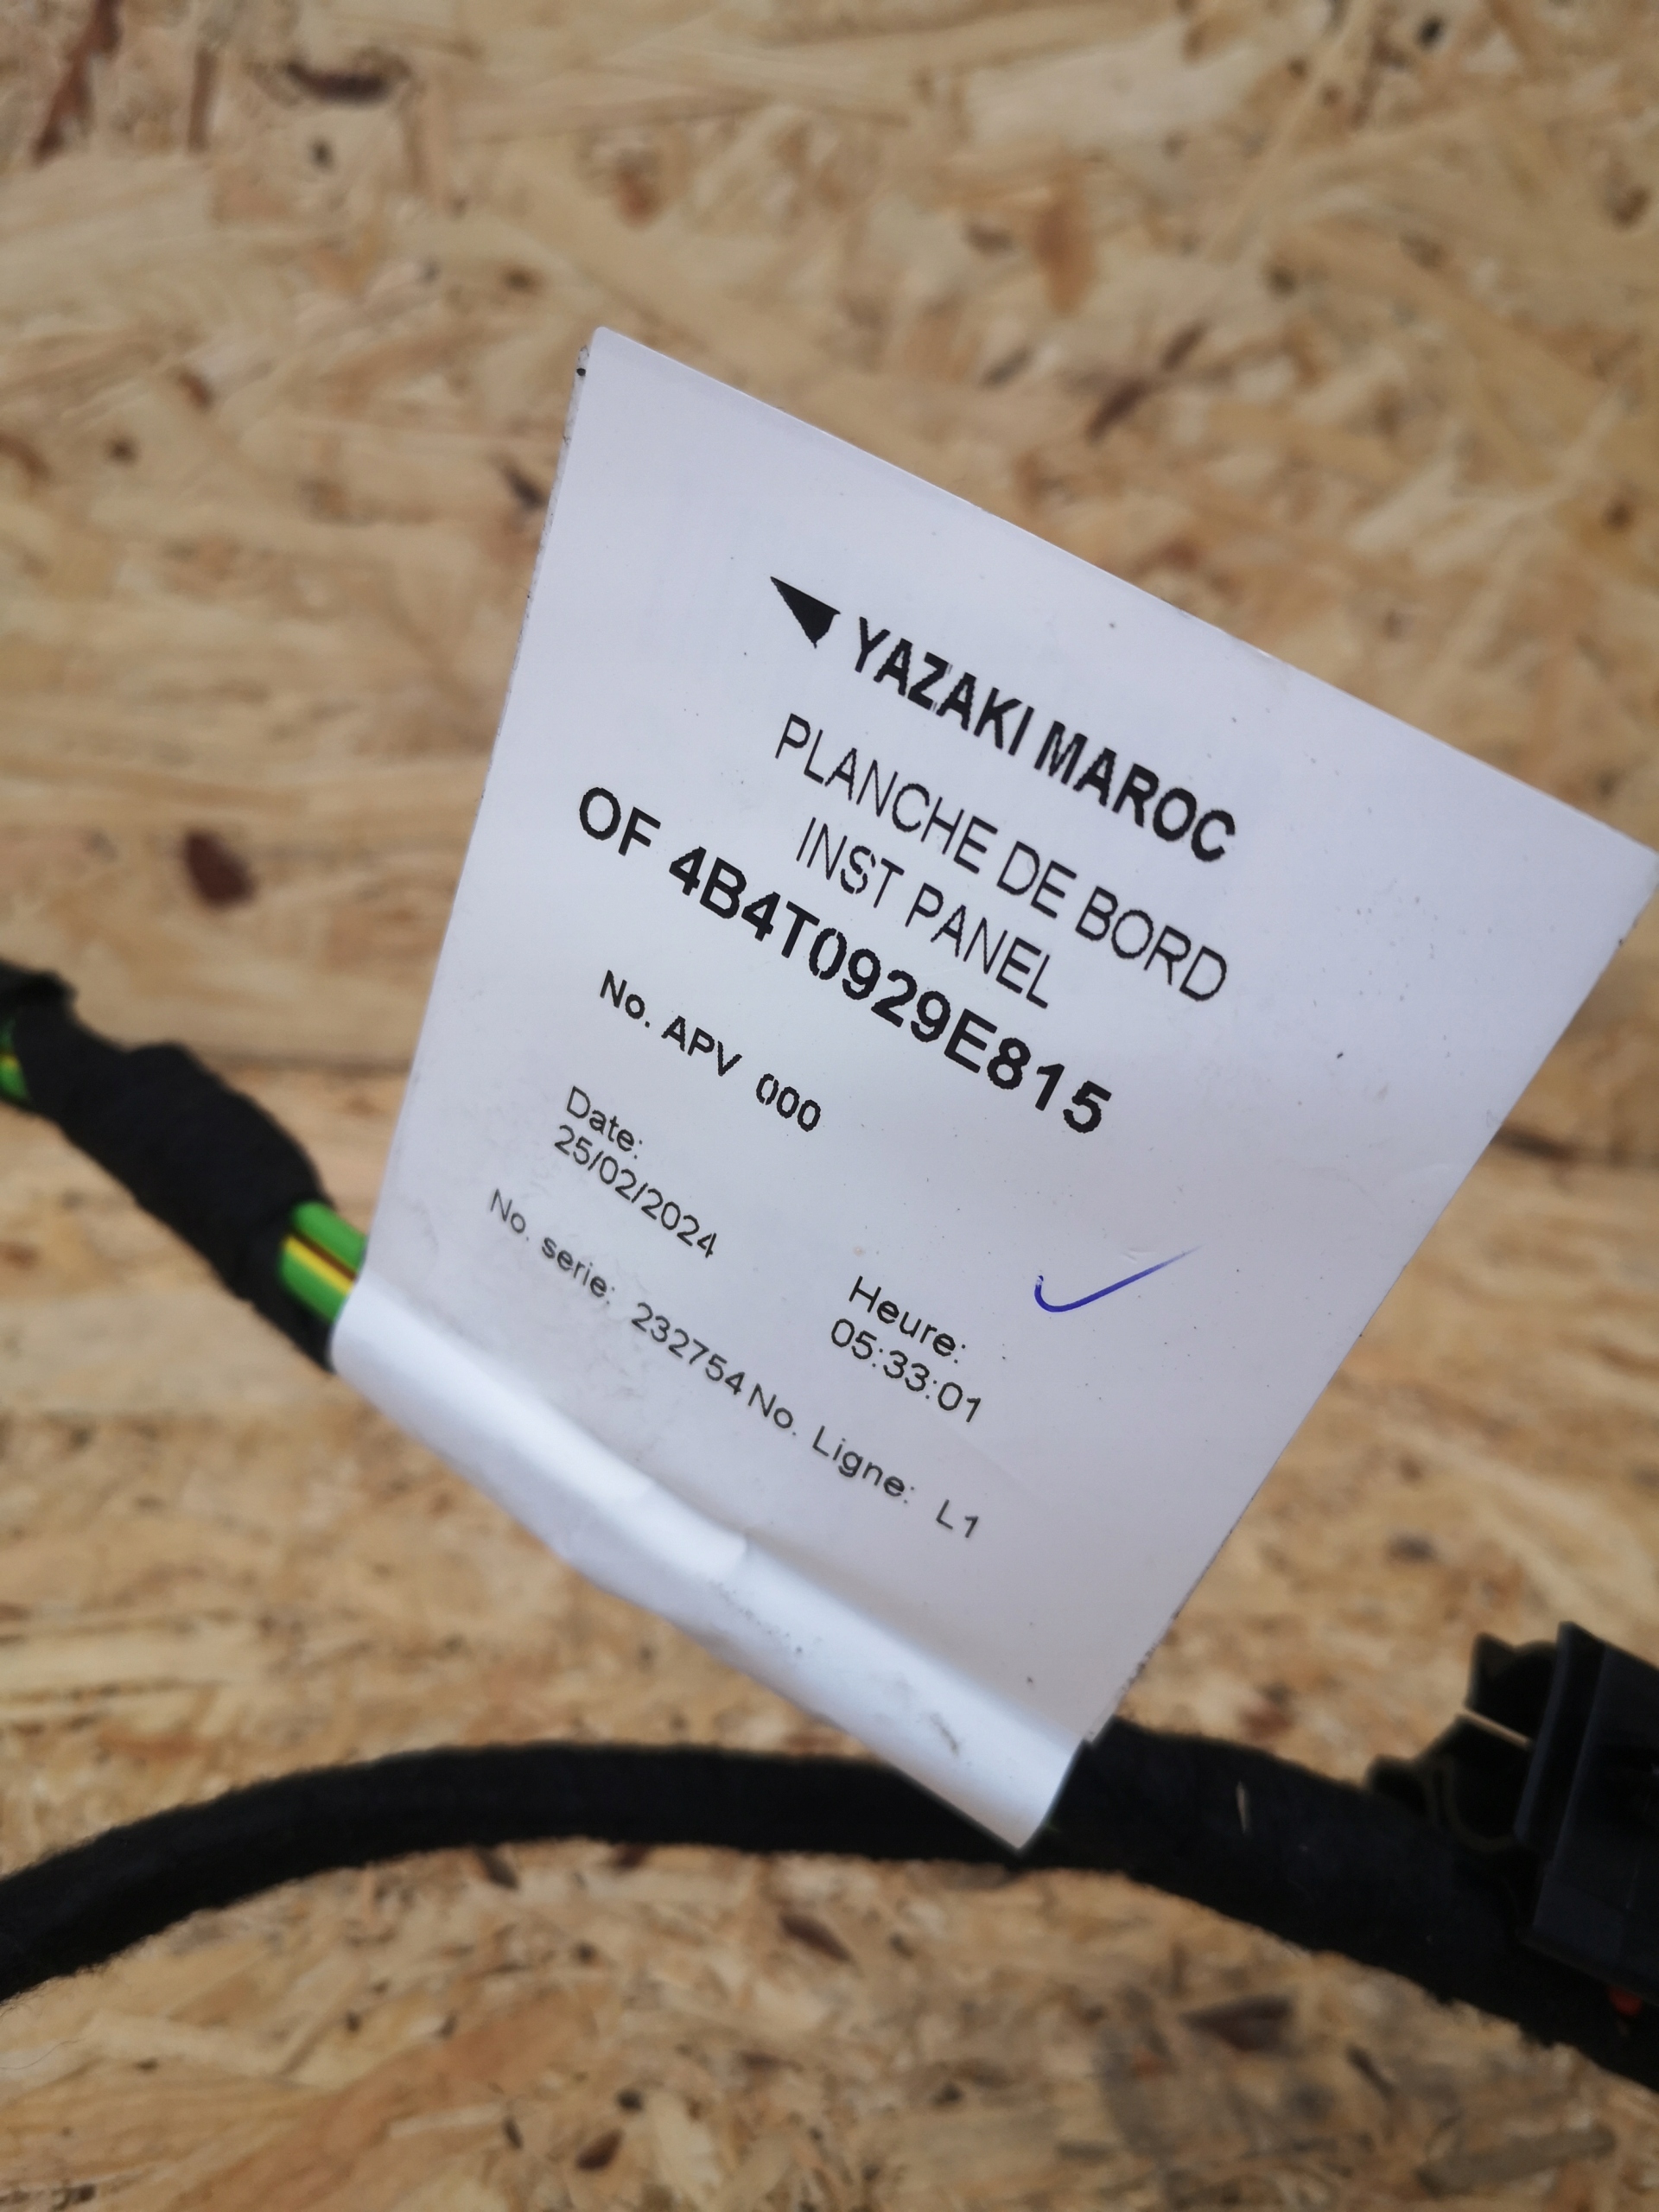 YAZAKI MAROC
PLANCHE DE BORD
INST PANEL
OF 4B4T0929E815
No. APV 000
Date:
25/02/2024
Heure:
05:33:01
No. serie: 232754 No. Ligne: L1